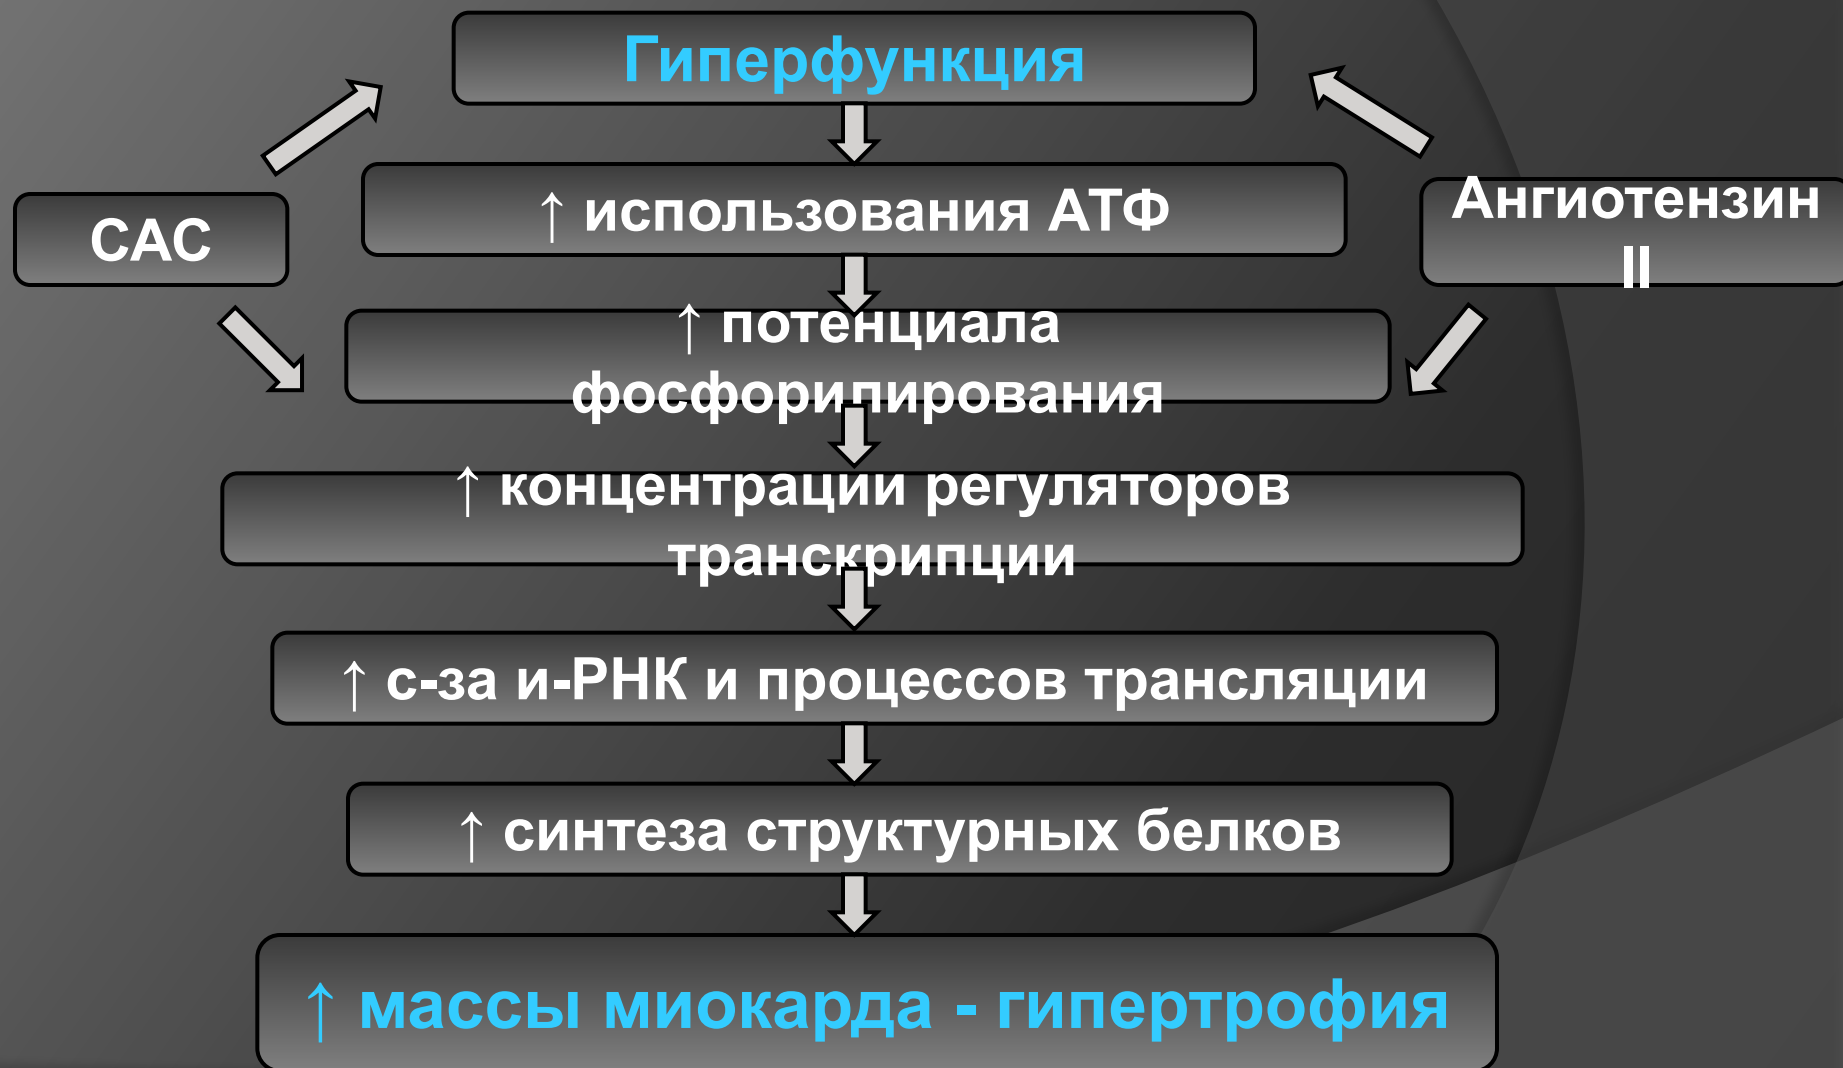 Гиперфункция
↑ использования АТФ
САС
Ангиотензин
II
↑ потенциала
фосфорилирования
↑ концентрации регуляторов
транскрипции
↑ с-за и-РНК и процессов трансляции
↑ синтеза структурных белков
↑ массы миокарда - гипертрофия